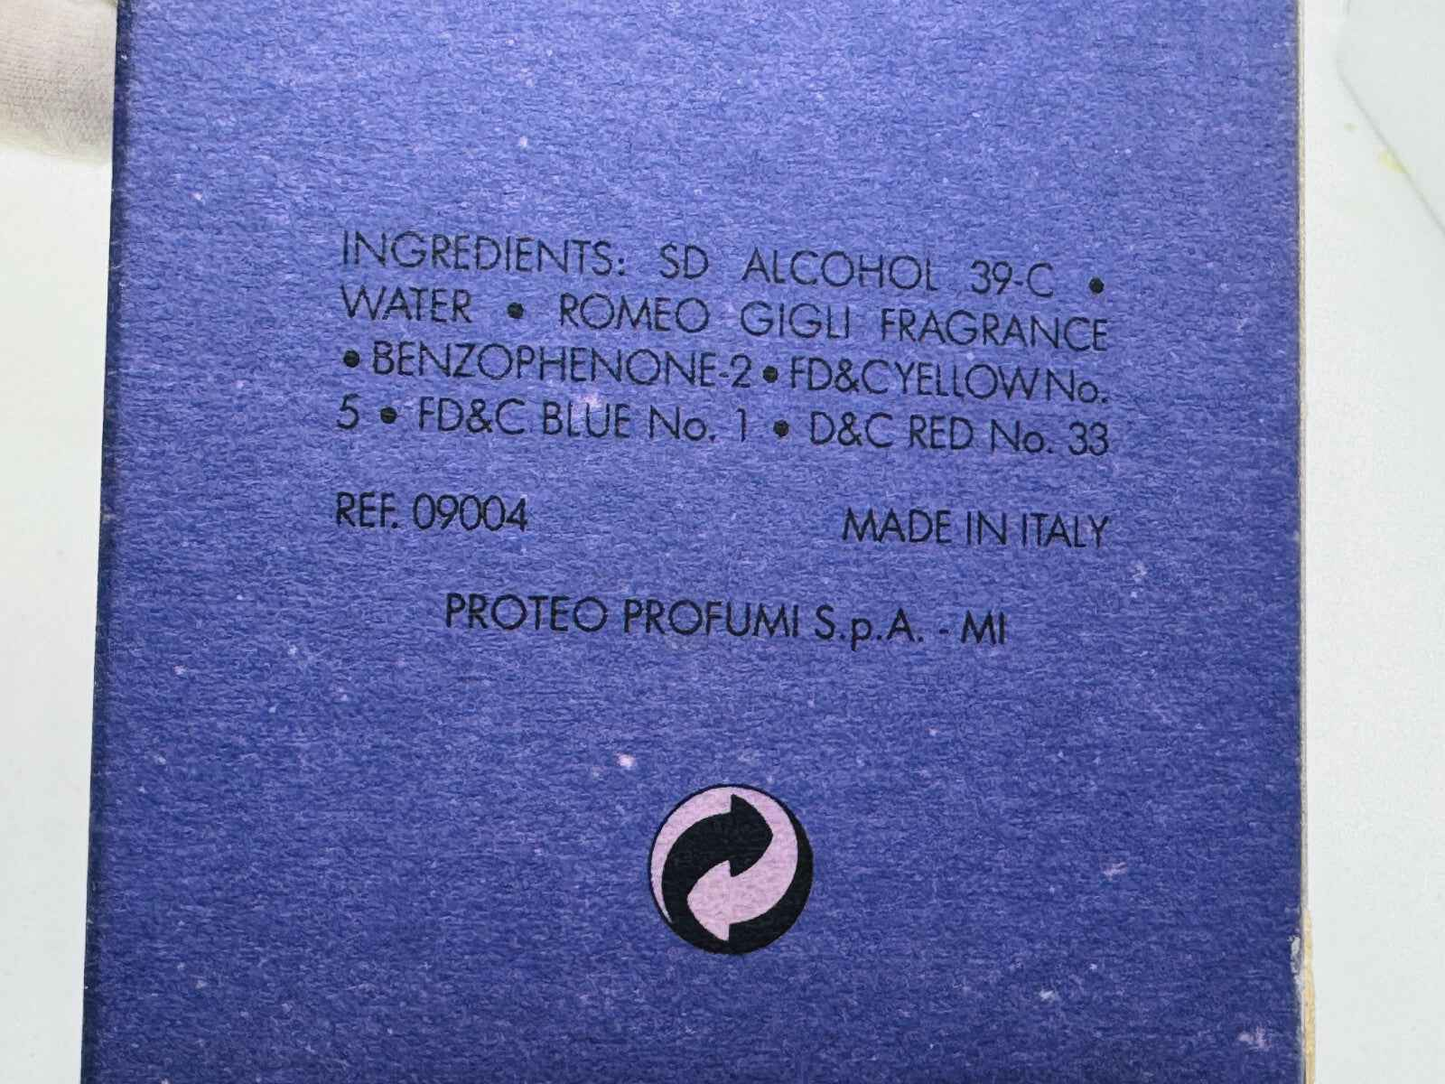 INGREDIENTS: SD ALCOHOL 39-C •
WATER • ROMEO GIGLI FRAGRANCE
• BENZOPHENONE-2 • FD&C YELLOW No.
5 • FD&C BLUE No. 1 • D&C RED No. 33
REF. 09004 MADE IN ITALY
PROTEO PROFUMI S.p.A. - MI